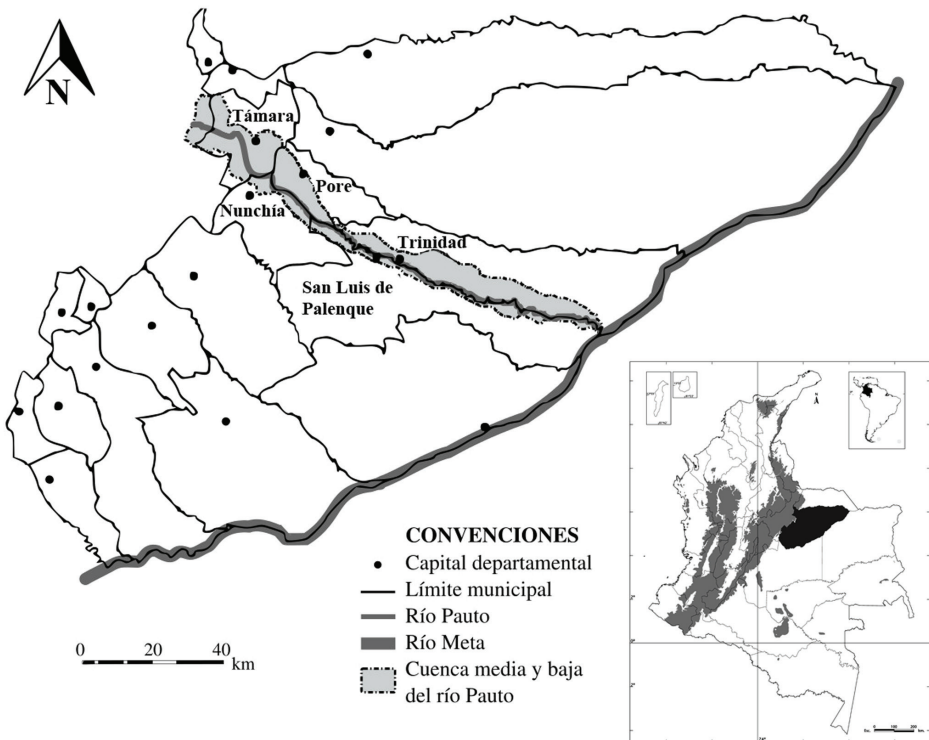 N
Támara
Pore
Nunchía
Trinidad
San Luis de
Palenque
CONVENCIONES
Capital departamental
Límite municipal
Río Pauto
Río Meta
Cuenca media y baja
del río Pauto
0 20 40
km